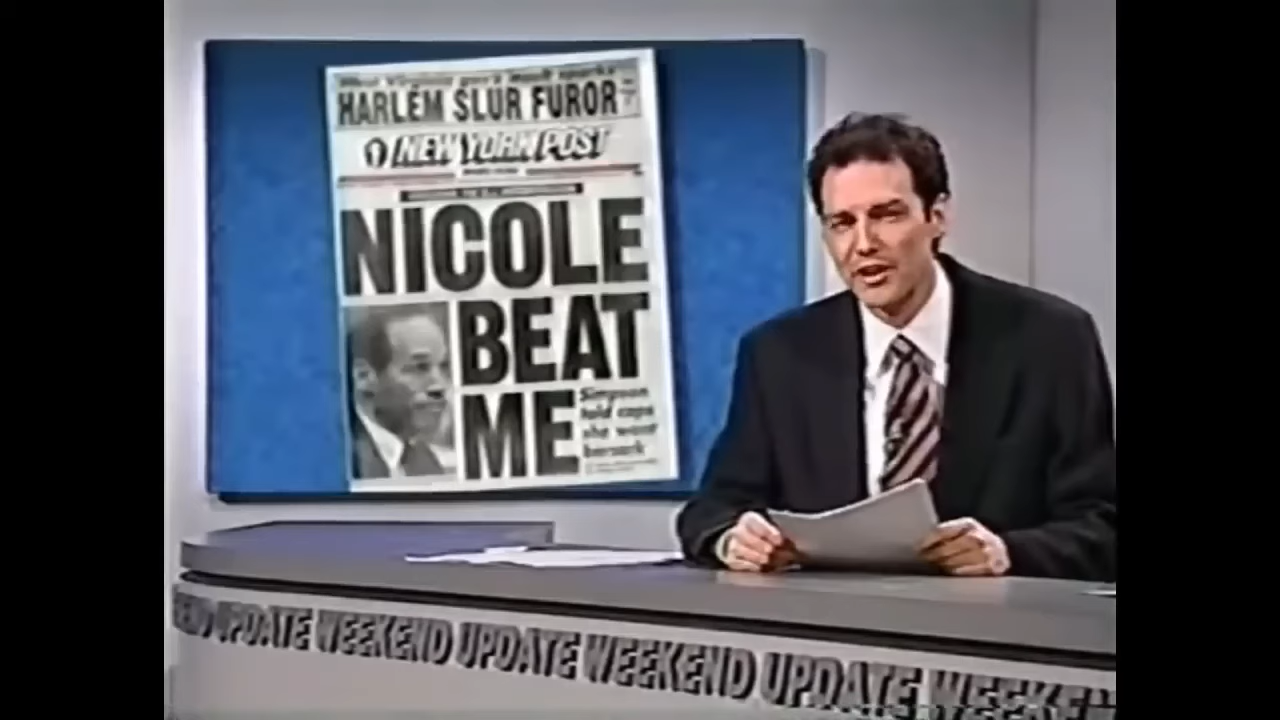 HARLEM SLUR FUROR
NEW YORK POST
NICOLE
BEAT
ME
Simpson
told cops
she went
berserk
UPDATE WEEKEND UPDATE WEEKEND UPDATE